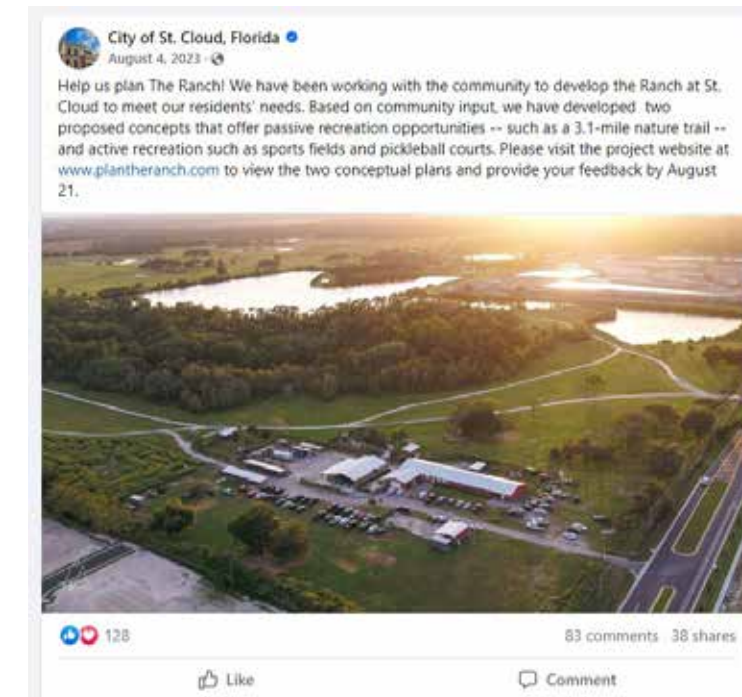 City of St. Cloud, Florida
August 4, 2023 ·
Help us plan The Ranch! We have been working with the community to develop the Ranch at St.
Cloud to meet our residents' needs. Based on community input, we have developed two
proposed concepts that offer passive recreation opportunities -- such as a 3.1-mile nature trail --
and active recreation such as sports fields and pickleball courts. Please visit the project website at
www.plantheranch.com to view the two conceptual plans and provide your feedback by August
21.
128
83 comments 38 shares
Like
Comment